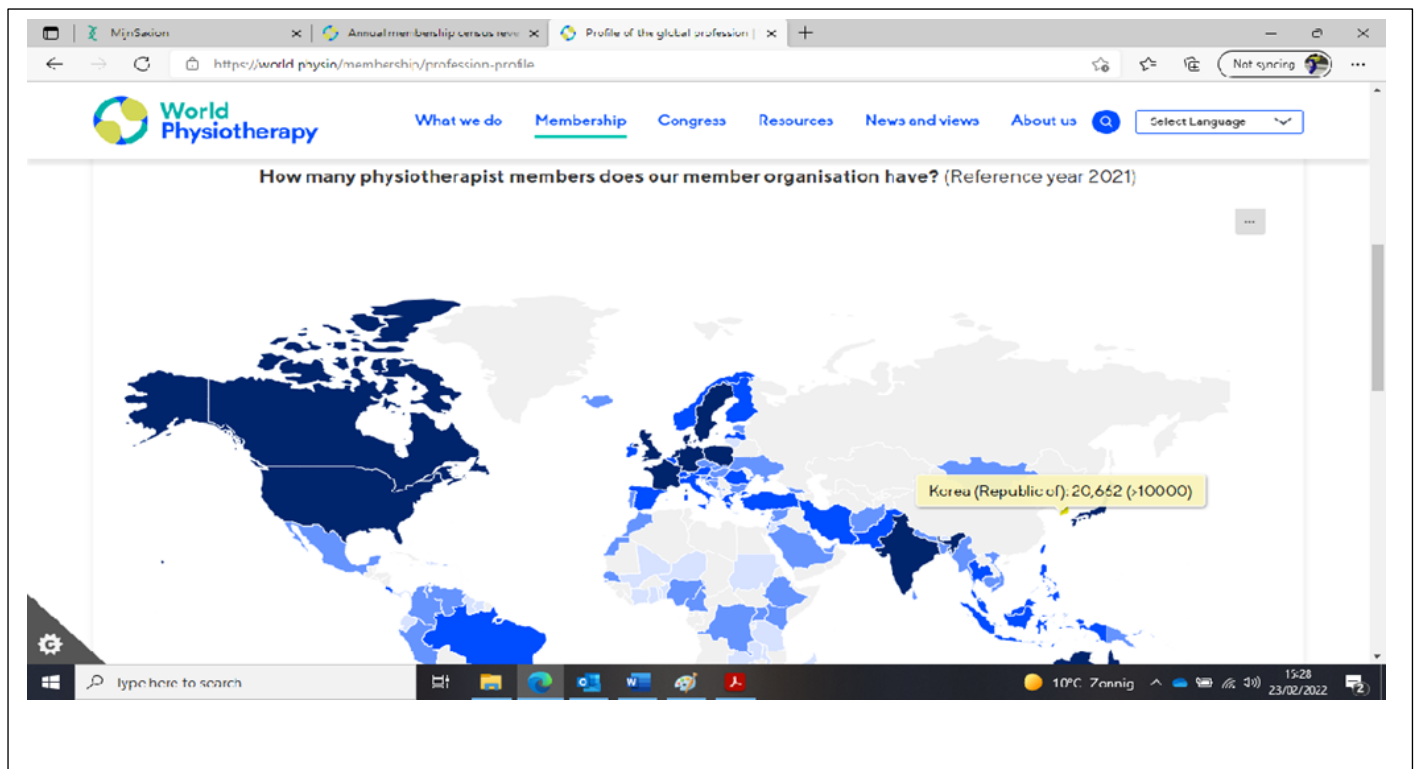 MijnSaxion
Annual membership census reve
Profile of the global profession |
https://world.physio/membership/profession-profile
Not syncing
World
Physiotherapy
What we do Membership Congress Resources News and views About us
Select Language
How many physiotherapist members does our member organisation have? (Reference year 2021)
Korea (Republic of): 20,662 (>10000)
Type here to search
10°C Zonnig
15:28
23/02/2022
2